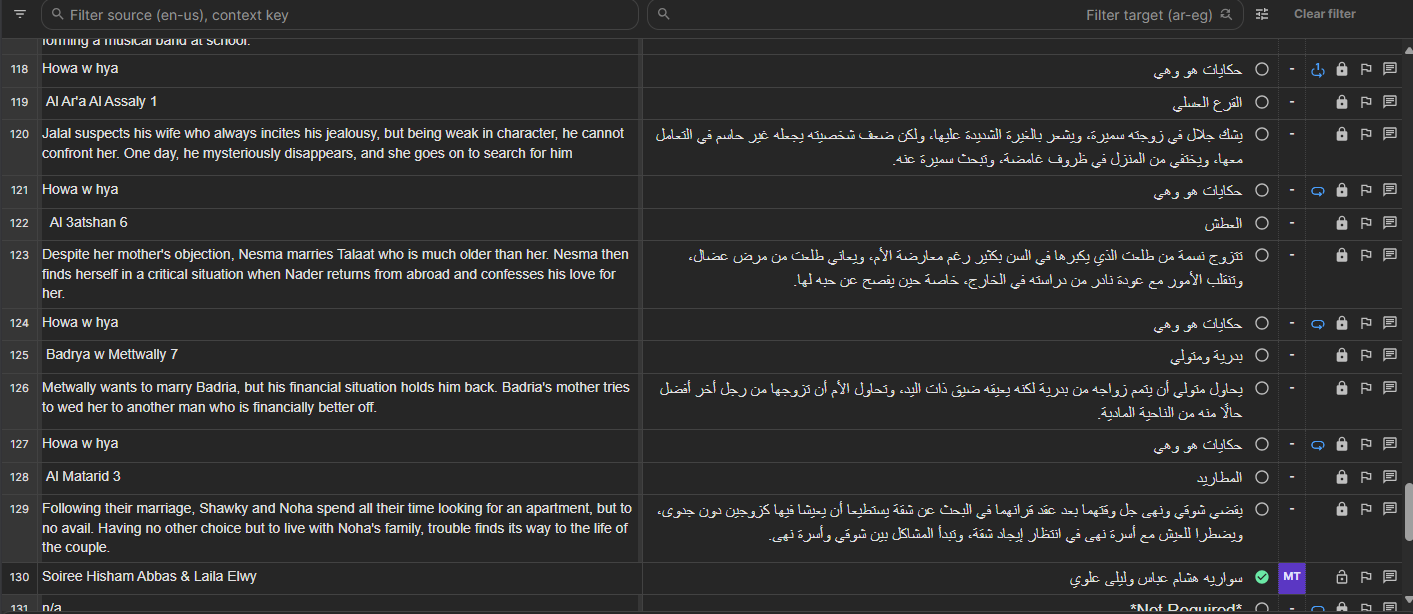 Filter source (en-us), context key
Filter target (ar-eg)
Clear filter
forming a musical band at school.
118 Howa w hya
حكايات هو وهي
-
119 Al Ar'a Al Assaly 1
القرع العسلي
-
120 Jalal suspects his wife who always incites his jealousy, but being weak in character, he cannot
confront her. One day, he mysteriously disappears, and she goes on to search for him
يشك جلال في زوجته سميرة، ويشعر بالغيرة الشديدة عليها، ولكن ضعف شخصيته يجعله غير حاسم في التعامل
معها، ويختفي من المنزل في ظروف غامضة، وتبحث سميرة عنه.
-
121 Howa w hya
حكايات هو وهي
-
122 Al 3atshan 6
العطش
-
123 Despite her mother's objection, Nesma marries Talaat who is much older than her. Nesma then
finds herself in a critical situation when Nader returns from abroad and confesses his love for
her.
تتزوج نسمة من طلعت الذي يكبرها في السن بكثير رغم معارضة الأم، ويعاني طلعت من مرض عضال،
وتنقلب الأمور مع عودة نادر من دراسته في الخارج، خاصة حين يفصح عن حبه لها.
-
124 Howa w hya
حكايات هو وهي
-
125 Badrya w Mettwally 7
بدرية ومتولي
-
126 Metwally wants to marry Badria, but his financial situation holds him back. Badria's mother tries
to wed her to another man who is financially better off.
يحاول متولي أن يتمم زواجه من بدرية لكنه يعيقه ضيق ذات اليد، وتحاول الأم أن تزوجها من رجل أخر أفضل
حالًا منه من الناحية المادية.
-
127 Howa w hya
حكايات هو وهي
-
128 Al Matarid 3
المطاريد
-
129 Following their marriage, Shawky and Noha spend all their time looking for an apartment, but to
no avail. Having no other choice but to live with Noha's family, trouble finds its way to the life of
the couple.
يقضي شوقي ونهى جل وقتهما بعد عقد قرانهما في البحث عن شقة يستطيعا أن يعيشا فيها كزوجين دون جدوى،
ويضطرا للعيش مع أسرة نهى في انتظار إيجاد شقة، وتبدأ المشاكل بين شوقي وأسرة نهى.
-
130 Soiree Hisham Abbas & Laila Elwy
سواريه هشام عباس وليلى علوي
MT
131 n/a
*Not Required*
-